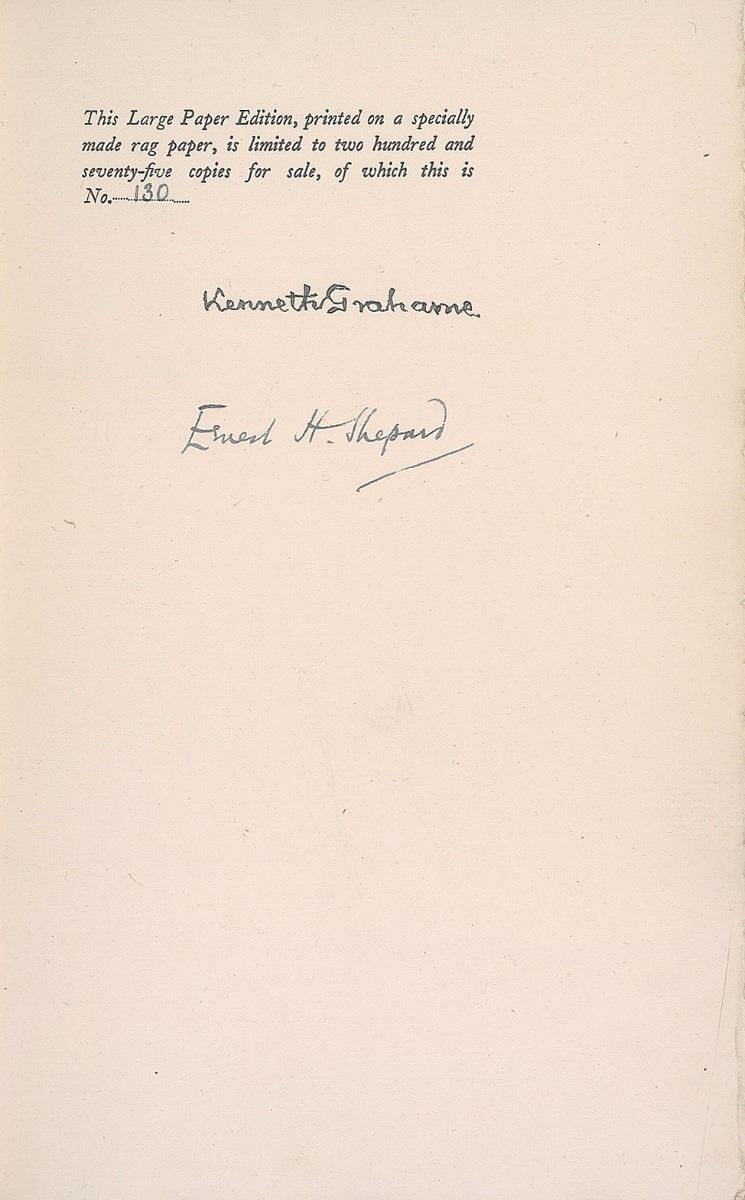 This Large Paper Edition, printed on a specially
made rag paper, is limited to two hundred and
seventy-five copies for sale, of which this is
No. 130
Kenneth Grahame
Ernest H. Shepard